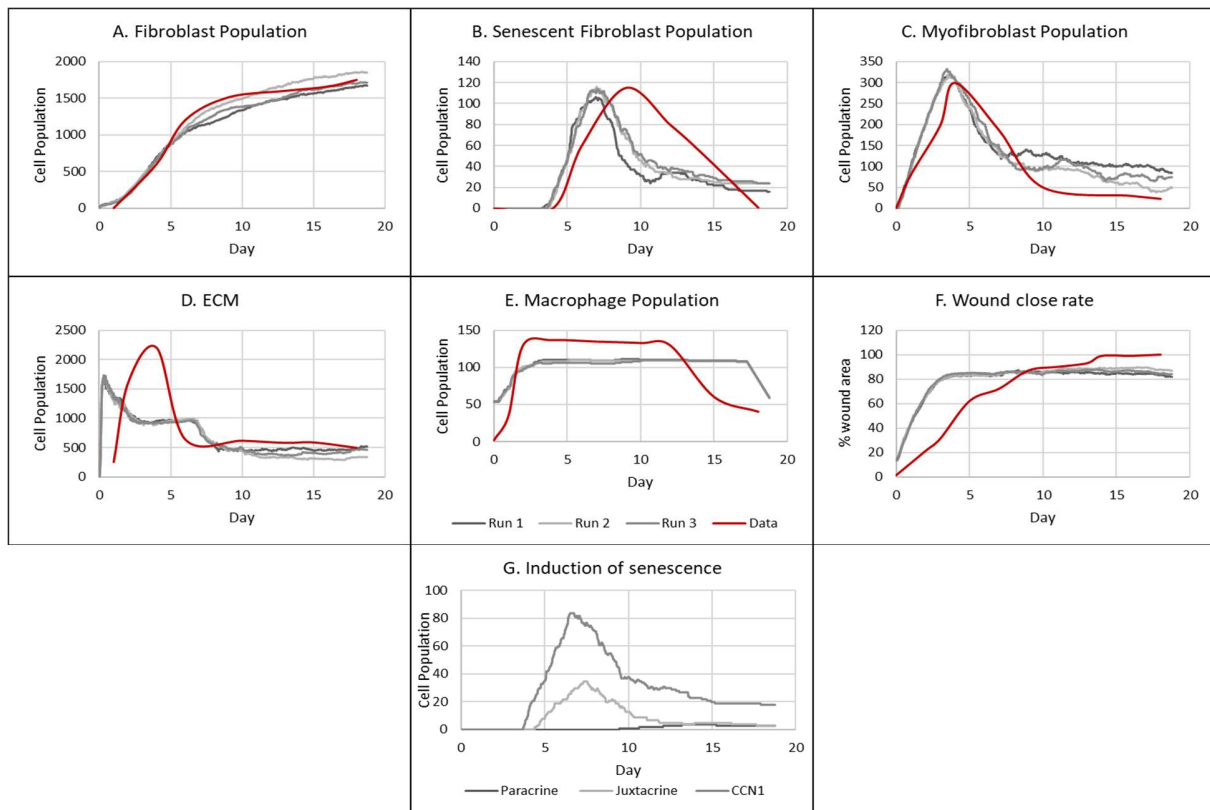 A. Fibroblast Population
2000
1500
1000
500
0
Cell Population
0 5 10 15 20
Day
B. Senescent Fibroblast Population
140
120
100
80
60
40
20
0
Cell Population
0 5 10 15 20
Day
C. Myofibroblast Population
350
300
250
200
150
100
50
0
Cell Population
0 5 10 15 20
Day
D. ECM
2500
2000
1500
1000
500
0
Cell Population
0 5 10 15 20
Day
E. Macrophage Population
150
100
50
0
Cell Population
0 5 10 15 20
Day
Run 1 Run 2 Run 3 Data
F. Wound close rate
120
100
80
60
40
20
0
% wound area
0 5 10 15 20
Day
G. Induction of senescence
100
80
60
40
20
0
Cell Population
0 5 10 15 20
Day
Paracrine Juxtacrine CCN1